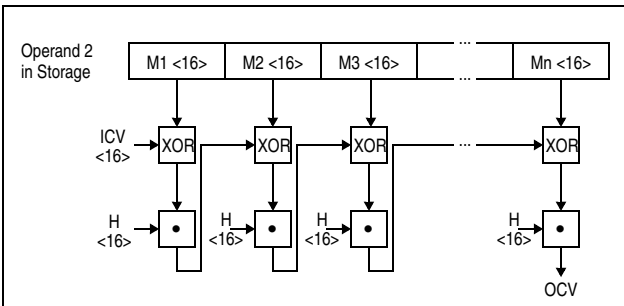 Operand 2
in Storage
M1 <16> M2 <16> M3 <16> ... ... Mn <16>
ICV
<16>
XOR XOR XOR ... XOR
H
<16>
H
<16>
H
<16>
H
<16>
OCV